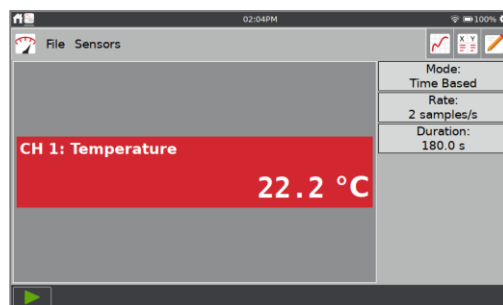 02:04PM
100%
File Sensors
X Y
Mode:
Time Based
Rate:
2 samples/s
Duration:
180.0 s
CH 1: Temperature
22.2 °C